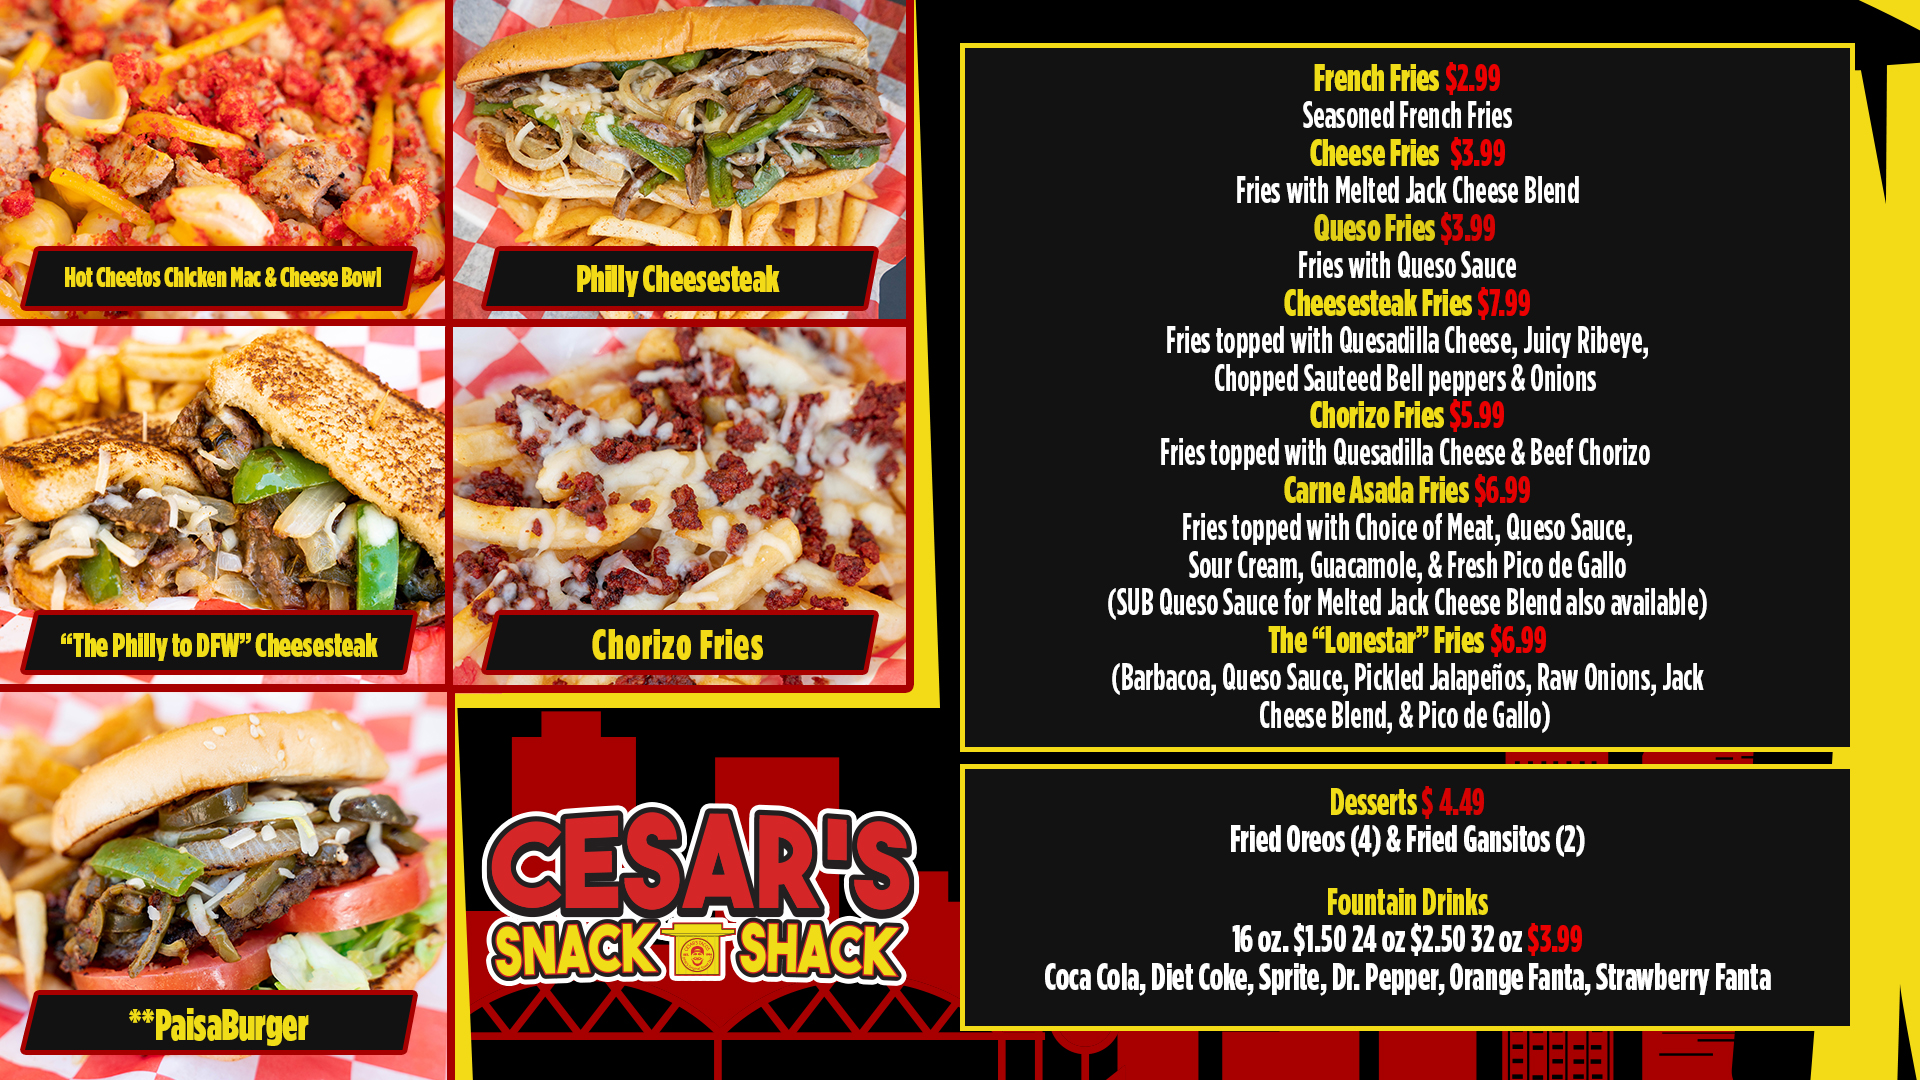 Hot Cheetos Chicken Mac & Cheese Bowl
Philly Cheesesteak
“The Philly to DFW” Cheesesteak
Chorizo Fries
**PaisaBurger
CESAR'S
SNACK SHACK
French Fries $2.99
Seasoned French Fries
Cheese Fries $3.99
Fries with Melted Jack Cheese Blend
Queso Fries $3.99
Fries with Queso Sauce
Cheesesteak Fries $7.99
Fries topped with Quesadilla Cheese, Juicy Ribeye,
Chopped Sauteed Bell peppers & Onions
Chorizo Fries $5.99
Fries topped with Quesadilla Cheese & Beef Chorizo
Carne Asada Fries $6.99
Fries topped with Choice of Meat, Queso Sauce,
Sour Cream, Guacamole, & Fresh Pico de Gallo
(SUB Queso Sauce for Melted Jack Cheese Blend also available)
The “Lonestar” Fries $6.99
(Barbacoa, Queso Sauce, Pickled Jalapeños, Raw Onions, Jack
Cheese Blend, & Pico de Gallo)
Desserts $ 4.49
Fried Oreos (4) & Fried Gansitos (2)
Fountain Drinks
16 oz. $1.50 24 oz $2.50 32 oz $3.99
Coca Cola, Diet Coke, Sprite, Dr. Pepper, Orange Fanta, Strawberry Fanta